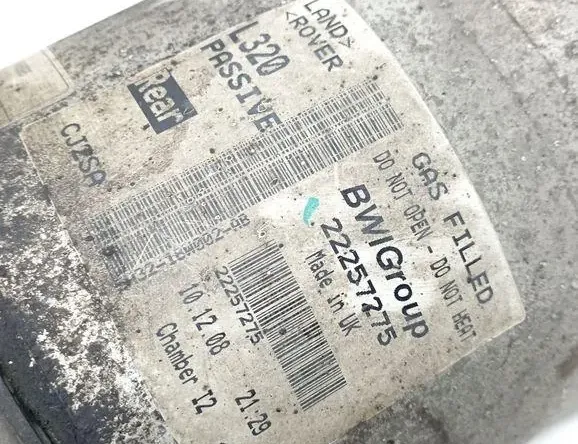 LAND>
<ROVER
L320
PASSIVE
Rear
CJ2SA
GAS FILLED
DO NOT OPEN - DO NOT HEAT
BWIGroup
22257275
Made in UK
22257275
10.12 08 21:29
Chamber T2